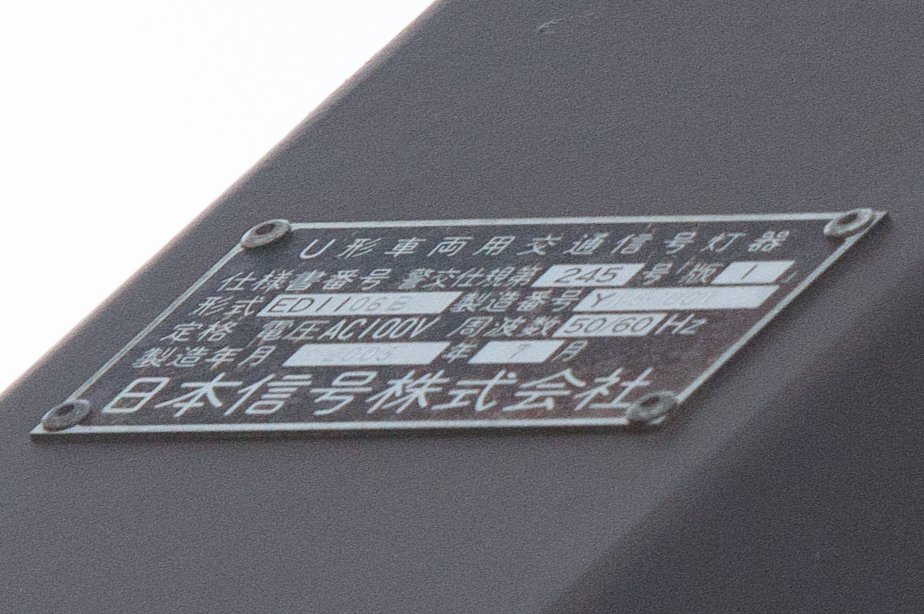 U形車両用交通信号灯器
仕様書番号 警交仕規第 245 号 版 1
形式 ED1106 製造番号 Y
定格 電圧AC100V 周波数 50/60 Hz
製造年月 2005 年 7 月
日本信号株式会社